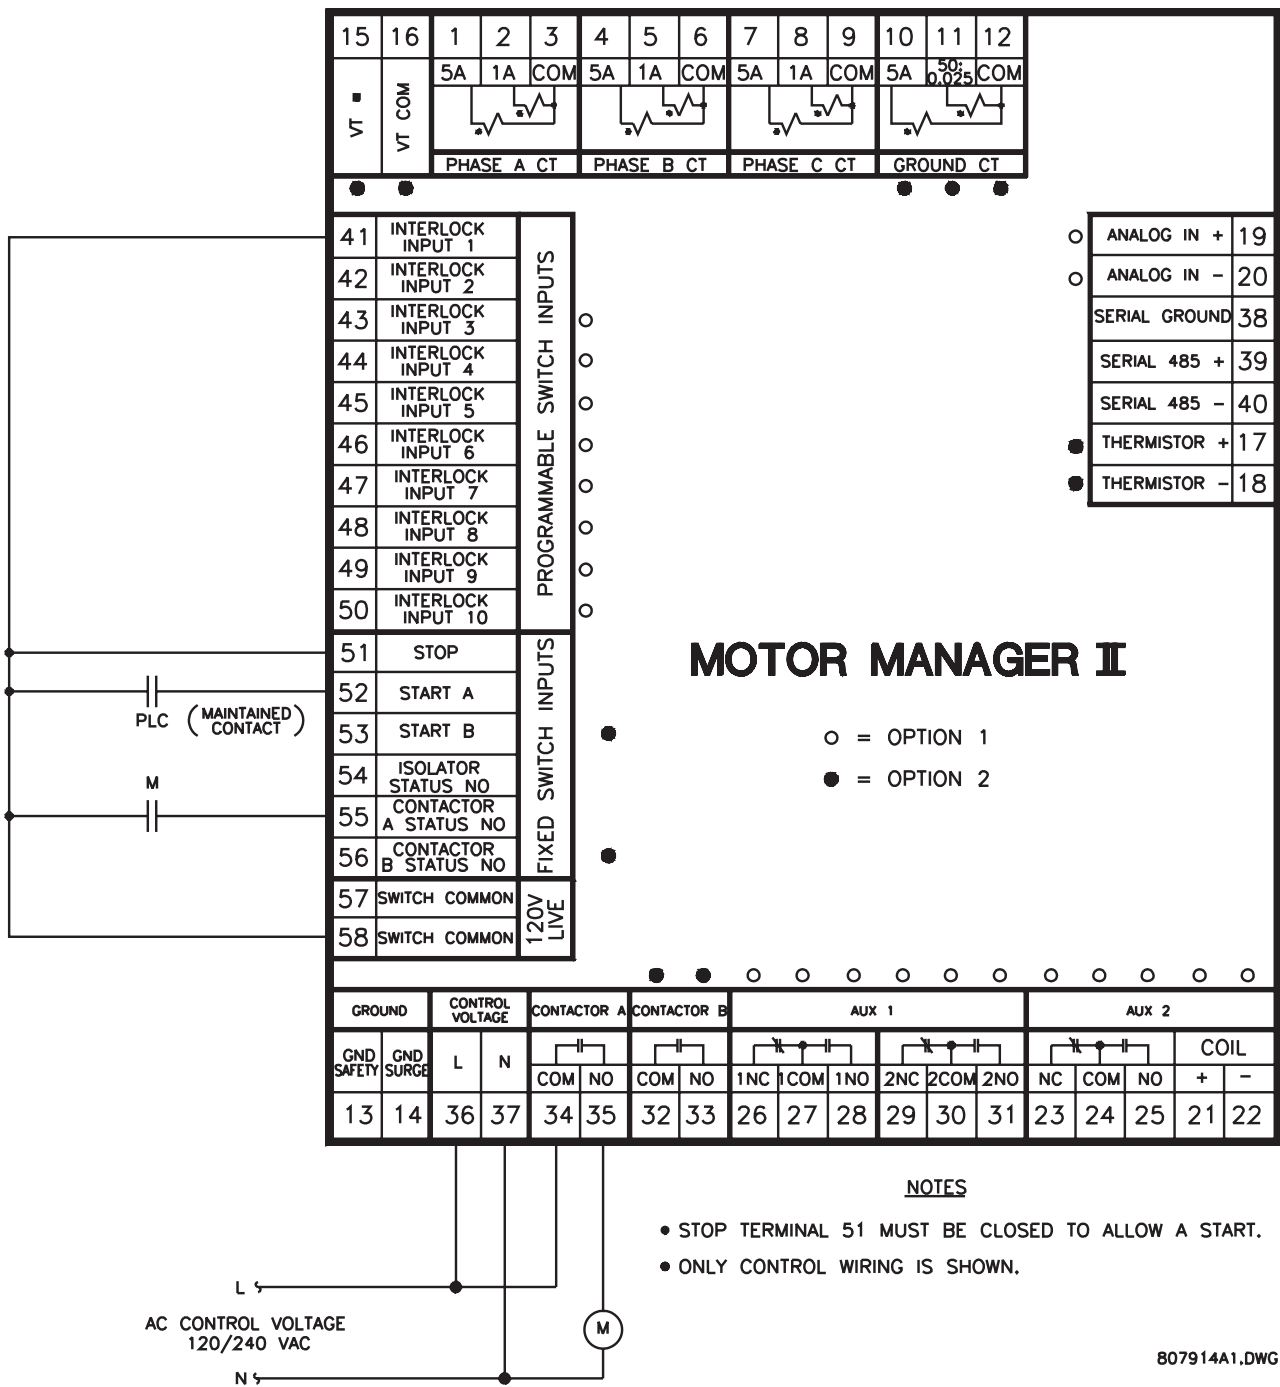 15 16 1 2 3 4 5 6 7 8 9 10 11 12
5A 1A COM 5A 1A COM 5A 1A COM 5A 50: COM
0.025
VT ■
VT COM
PHASE A CT PHASE B CT PHASE C CT GROUND CT
41 INTERLOCK
INPUT 1
42 INTERLOCK
INPUT 2
43 INTERLOCK
INPUT 3
44 INTERLOCK
INPUT 4
45 INTERLOCK
INPUT 5
46 INTERLOCK
INPUT 6
47 INTERLOCK
INPUT 7
48 INTERLOCK
INPUT 8
49 INTERLOCK
INPUT 9
50 INTERLOCK
INPUT 10
PROGRAMMABLE SWITCH INPUTS
ANALOG IN + 19
ANALOG IN - 20
SERIAL GROUND 38
SERIAL 485 + 39
SERIAL 485 - 40
THERMISTOR + 17
THERMISTOR - 18
51 STOP
52 START A
53 START B
54 ISOLATOR
STATUS NO
55 CONTACTOR
A STATUS NO
56 CONTACTOR
B STATUS NO
FIXED SWITCH INPUTS
57 SWITCH COMMON
58 SWITCH COMMON
120V
LIVE
PLC (MAINTAINED
CONTACT)
M
MOTOR MANAGER II
○ = OPTION 1
● = OPTION 2
GROUND CONTROL
VOLTAGE CONTACTOR A CONTACTOR B AUX 1 AUX 2
GND
SAFETY
GND
SURGE
L N COIL
COM NO COM NO 1NC 1COM 1NO 2NC 2COM 2NO NC COM NO + -
13 14 36 37 34 35 32 33 26 27 28 29 30 31 23 24 25 21 22
NOTES
● STOP TERMINAL 51 MUST BE CLOSED TO ALLOW A START.
● ONLY CONTROL WIRING IS SHOWN.
L
AC CONTROL VOLTAGE
120/240 VAC
M
N
807914A1.DWG